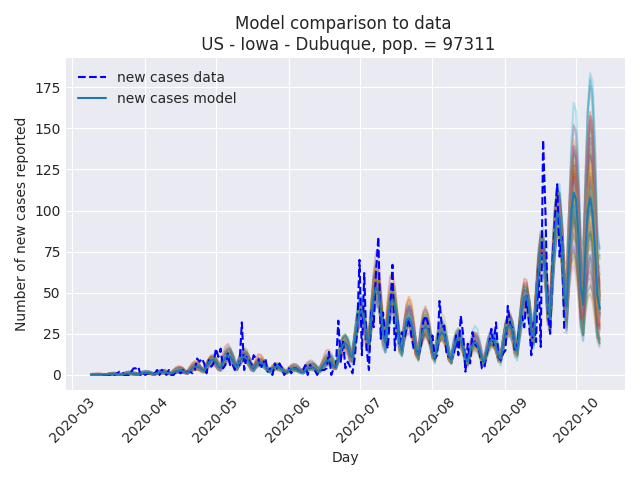 Model comparison to data
US - Iowa - Dubuque, pop. = 97311
new cases data
new cases model
Number of new cases reported
175
150
125
100
75
50
25
0
2020-03
2020-04
2020-05
2020-06
2020-07
2020-08
2020-09
2020-10
Day